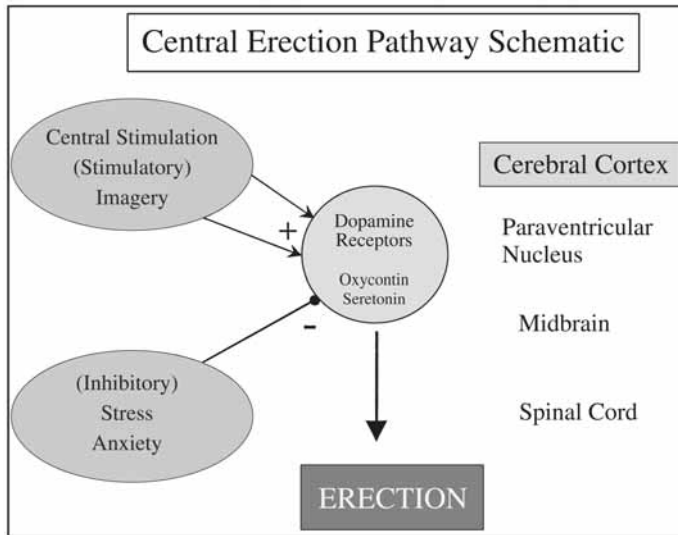 Central Erection Pathway Schematic
Central Stimulation
(Stimulatory)
Imagery
+
Dopamine
Receptors
Oxycontin
Seretonin
-
(Inhibitory)
Stress
Anxiety
ERECTION
Cerebral Cortex
Paraventricular
Nucleus
Midbrain
Spinal Cord